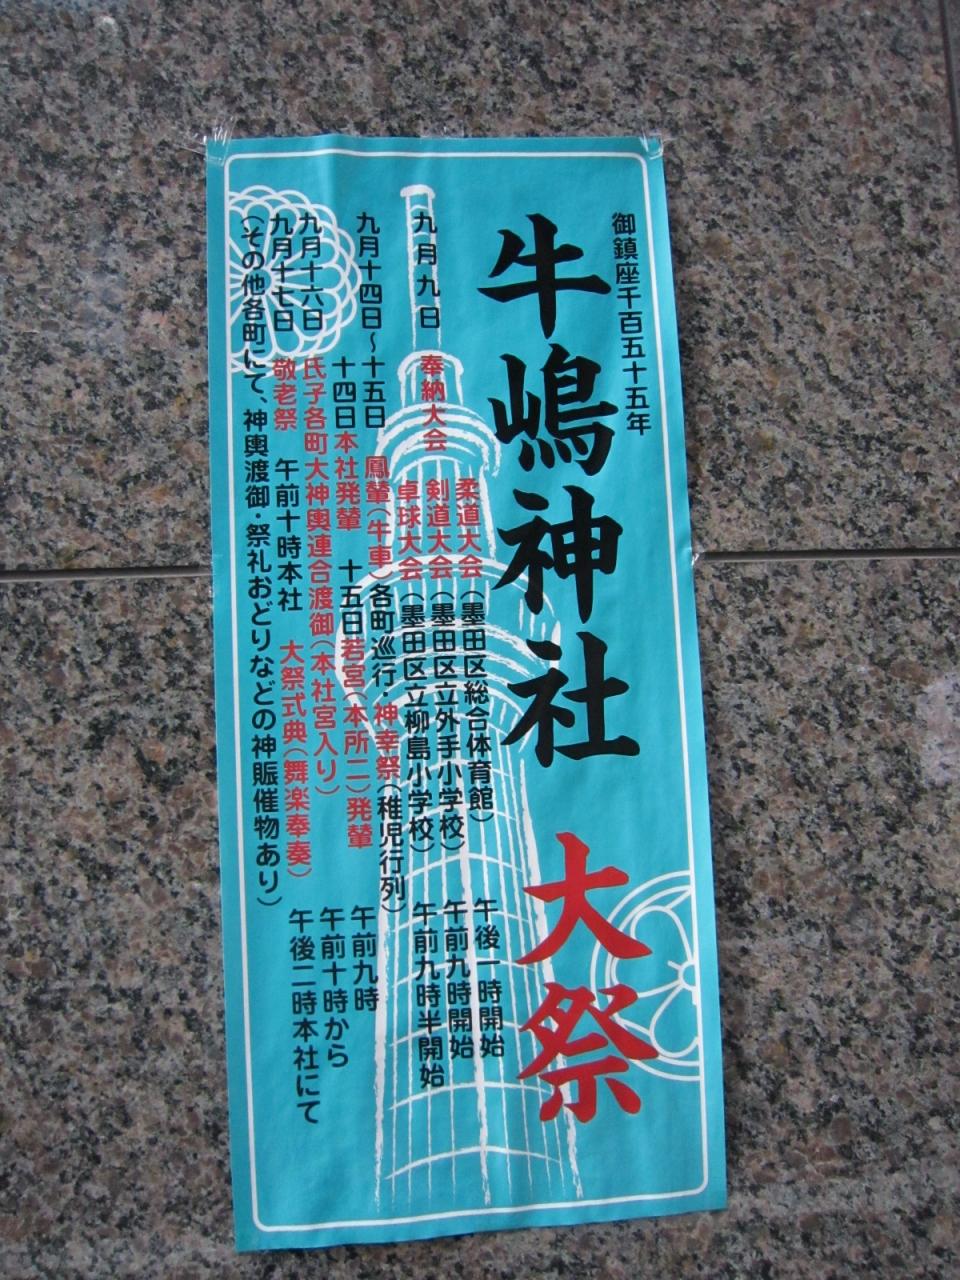 御鎮座千百五十五年
牛嶋神社 大祭
九月九日 奉納大会 柔道大会(墨田区総合体育館) 午後一時開始
剣道大会(墨田区立外手小学校) 午前九時開始
卓球大会(墨田区立柳島小学校) 午前九時半開始
九月十四日〜十五日 鳳輦(牛車)各町巡行・神幸祭(稚児行列)
十四日本社発輦 十五日若宮(本所二)発輦 午前九時
九月十六日 氏子各町大神輿連合渡御(本社宮入り) 午前十時から
九月十七日 敬老祭 午前十時本社 大祭式典(舞楽奉奏) 午後二時本社にて
(その他各町にて、神輿渡御・祭礼おどりなどの神賑催物あり)